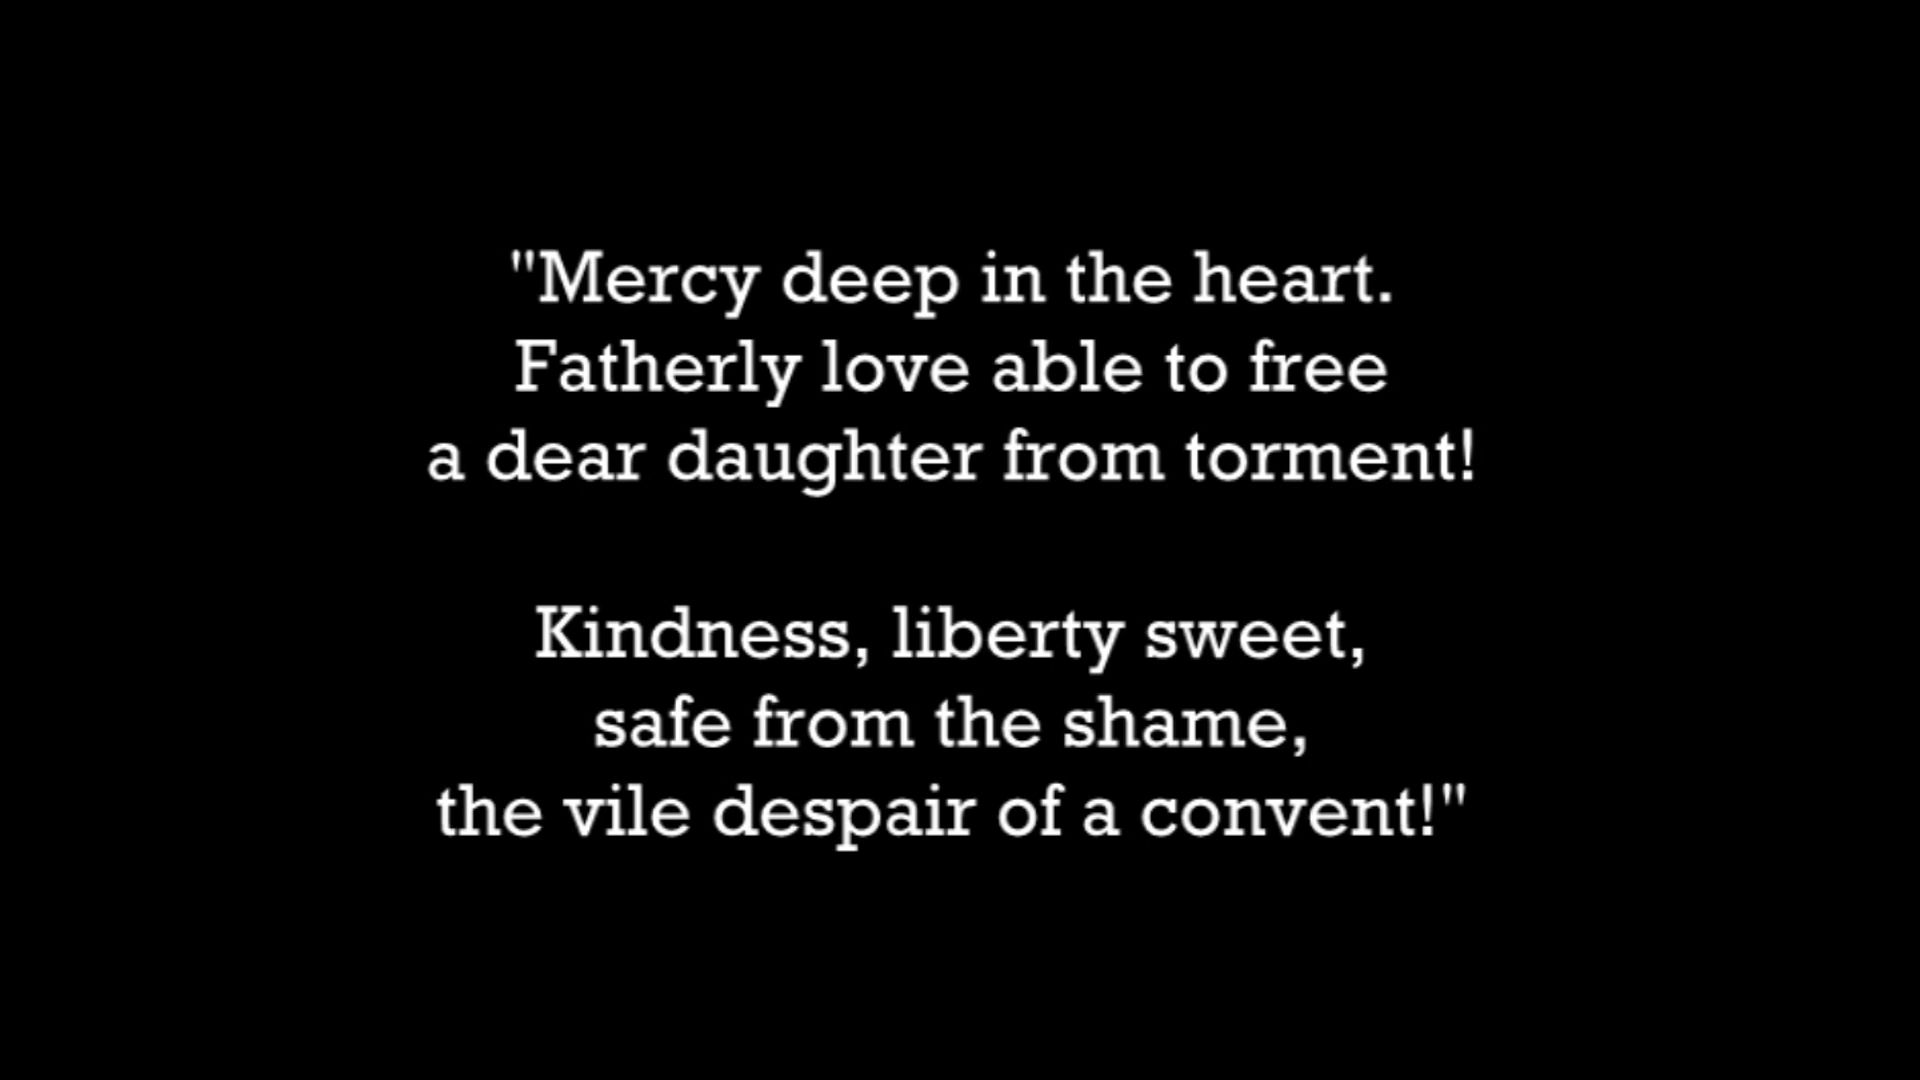 "Mercy deep in the heart.
Fatherly love able to free
a dear daughter from torment!
Kindness, liberty sweet,
safe from the shame,
the vile despair of a convent!"